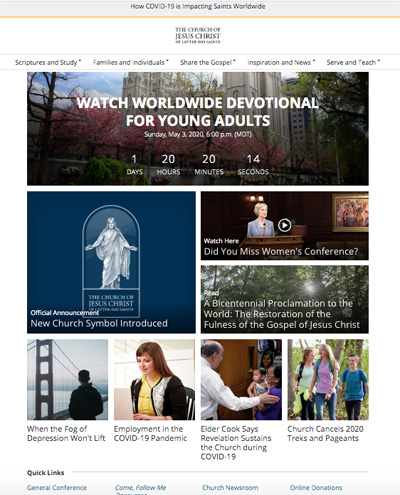 How COVID-19 is Impacting Saints Worldwide
THE CHURCH OF
JESUS CHRIST
OF LATTER-DAY SAINTS
Scriptures and Study Families and Individuals Share the Gospel Inspiration and News Serve and Teach
WATCH WORLDWIDE DEVOTIONAL
FOR YOUNG ADULTS
Sunday, May 3, 2020, 6:00 p.m. (MDT)
1 20 20 14
DAYS HOURS MINUTES SECONDS
THE CHURCH OF
JESUS CHRIST
OF LATTER-DAY SAINTS
Official Announcement
New Church Symbol Introduced
Watch Here
Did You Miss Women's Conference?
Read
A Bicentennial Proclamation to the
World: The Restoration of the
Fulness of the Gospel of Jesus Christ
When the Fog of
Depression Won't Lift
Employment in the
COVID-19 Pandemic
Elder Cook Says
Revelation Sustains
the Church during
COVID-19
Church Cancels 2020
Treks and Pageants
Quick Links
General Conference
Come, Follow Me
Church Newsroom
Online Donations